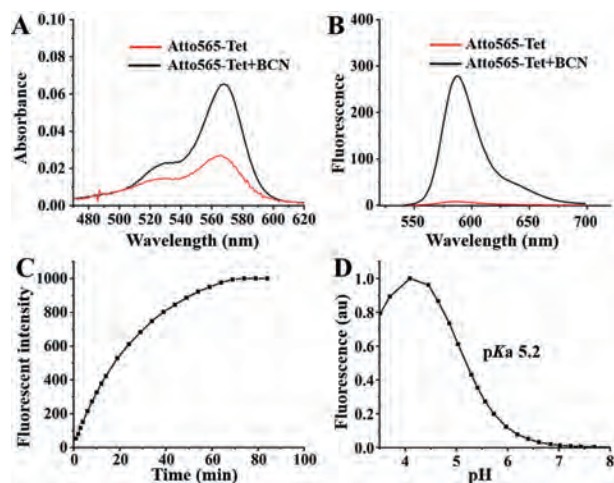 A
Atto565-Tet
Atto565-Tet+BCN
Absorbance
0.10
0.08
0.06
0.04
0.02
0.00
480 500 520 540 560 580 600 620
Wavelength (nm)
B
Atto565-Tet
Atto565-Tet+BCN
Fluorescence
400
300
200
100
0
550 600 650 700
Wavelength (nm)
C
Fluorescent intensity
1000
800
600
400
200
0
0 20 40 60 80 100
Time (min)
D
pKa 5.2
Fluorescence (au)
1.0
0.8
0.6
0.4
0.2
0.0
4 5 6 7 8
pH